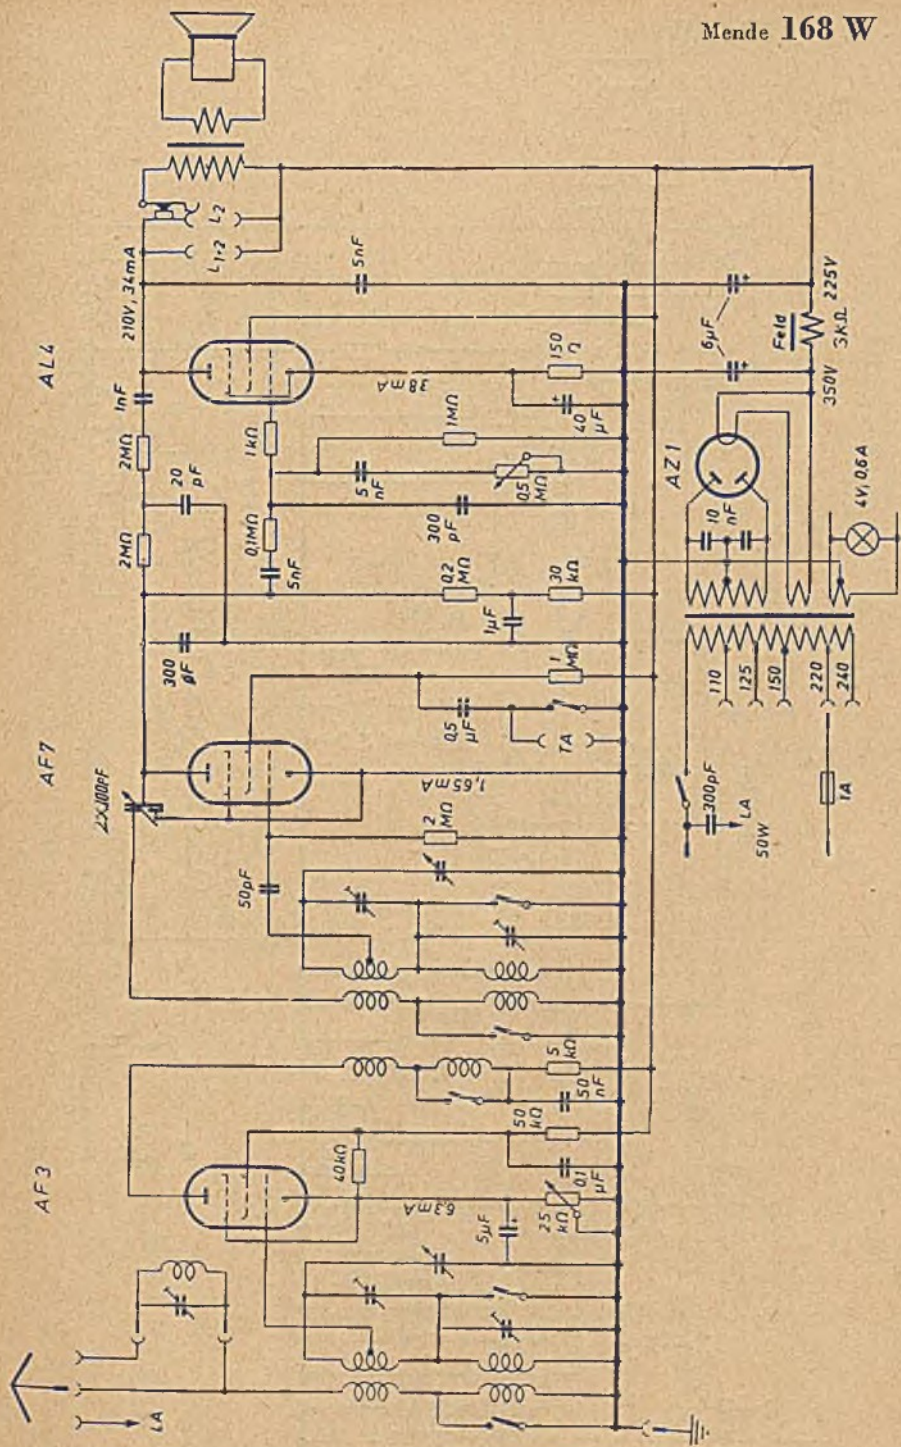 Mende 168 W
AL4
210V, 34mA
L1+2
L2
5nF
1nF
2MΩ
20 pF
2MΩ
1kΩ
0,1MΩ
5nF
300 pF
5 nF
0,5 MΩ
1MΩ
38mA
40 µF
150 Ω
6µF
Feld
3KΩ
225V
350V
AZ1
10 nF
4V, 0,6A
0,2 MΩ
30 kΩ
1µF
300 pF
110
125
150
220
240
300pF
LA
50W
1A
AF7
2X100pF
1,65mA
0,5 µF
TA
1 MΩ
50pF
2 MΩ
AF3
40kΩ
6,3mA
5µF
25 kΩ
0,1 µF
50 kΩ
50 nF
5 kΩ
LA